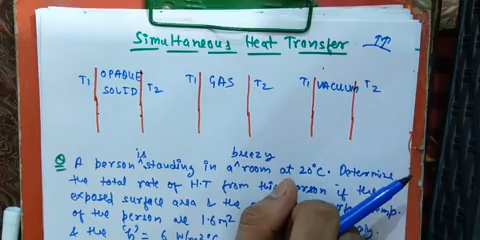 Simultaneous Heat Transfer
T1 OPAQUE SOLID T2 T1 GAS T2 T1 VACUUM T2
Q A person is standing in a breezy room at 20°C. Determine
the total rate of H.T from this person if the
exposed surface area & the temp.
of the person are 1.6m²
& the 'h' = 6 W/m²°C